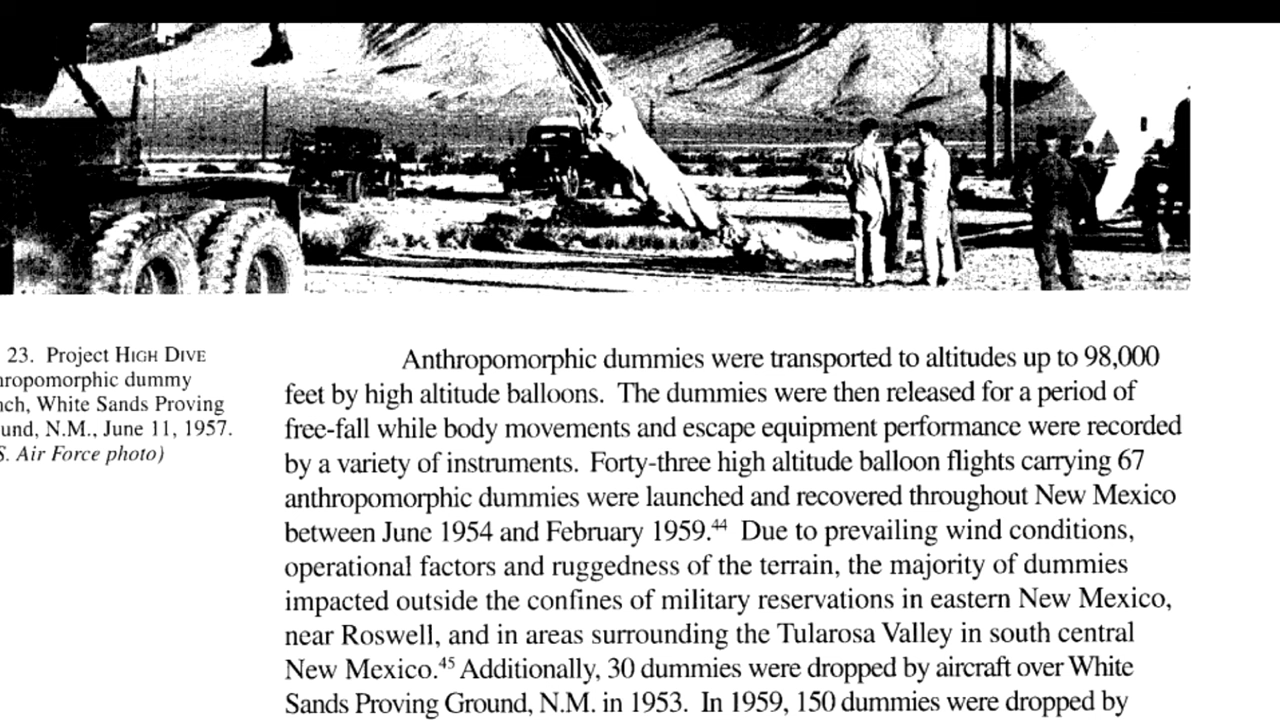 23. Project HIGH DIVE
hropomorphic dummy
nch, White Sands Proving
und, N.M., June 11, 1957.
S. Air Force photo)
Anthropomorphic dummies were transported to altitudes up to 98,000
feet by high altitude balloons. The dummies were then released for a period of
free-fall while body movements and escape equipment performance were recorded
by a variety of instruments. Forty-three high altitude balloon flights carrying 67
anthropomorphic dummies were launched and recovered throughout New Mexico
between June 1954 and February 1959.44 Due to prevailing wind conditions,
operational factors and ruggedness of the terrain, the majority of dummies
impacted outside the confines of military reservations in eastern New Mexico,
near Roswell, and in areas surrounding the Tularosa Valley in south central
New Mexico.45 Additionally, 30 dummies were dropped by aircraft over White
Sands Proving Ground, N.M. in 1953. In 1959, 150 dummies were dropped by